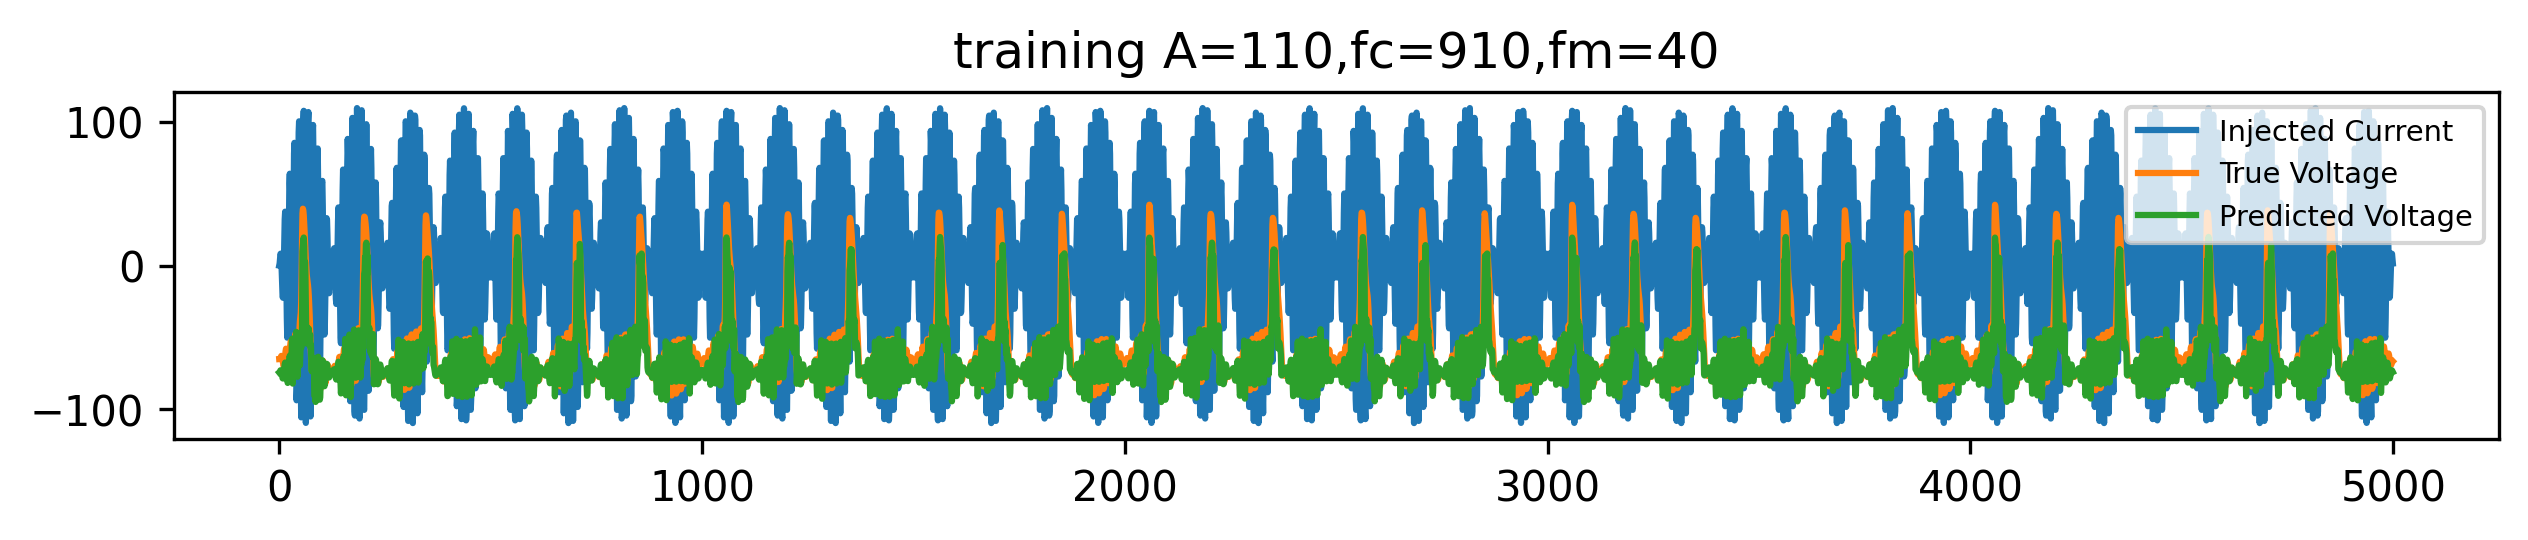 training A=110,fc=910,fm=40
100
0
−100
Injected Current
True Voltage
Predicted Voltage
0 1000 2000 3000 4000 5000